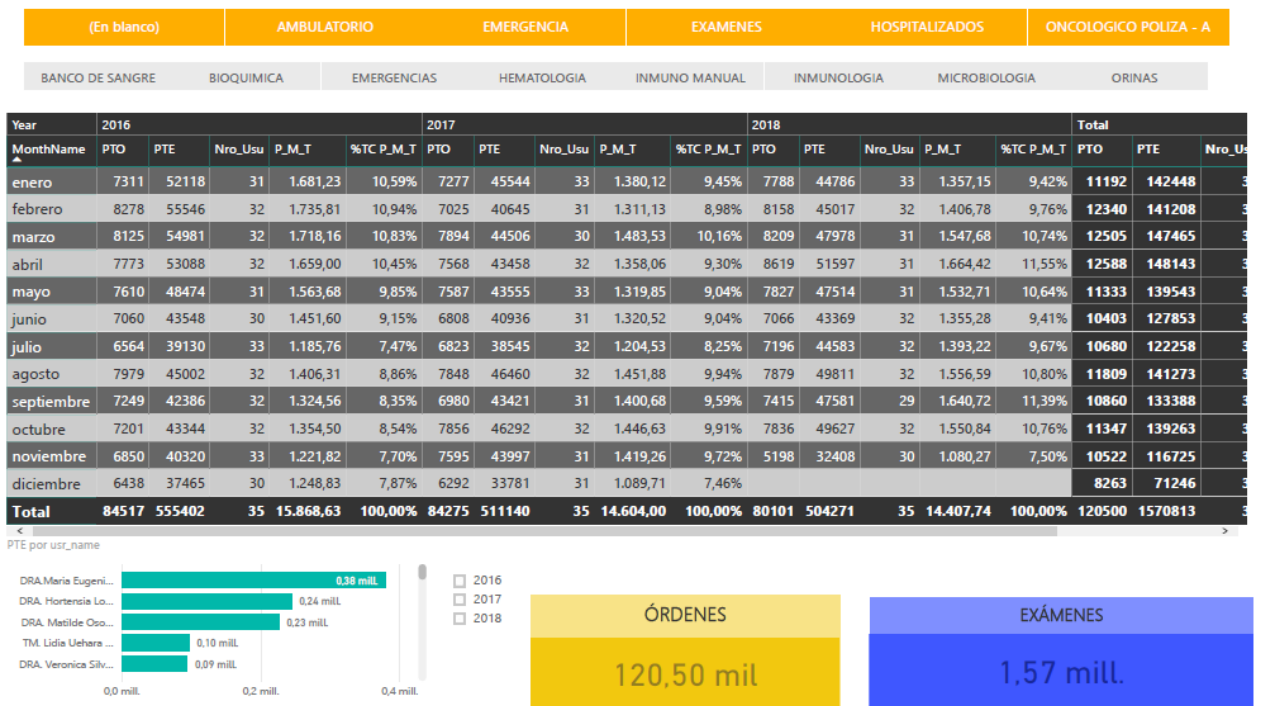 (En blanco) AMBULATORIO EMERGENCIA EXAMENES HOSPITALIZADOS ONCOLOGICO POLIZA - A
BANCO DE SANGRE BIOQUIMICA EMERGENCIAS HEMATOLOGIA INMUNO MANUAL INMUNOLOGIA MICROBIOLOGIA ORINAS
Year 2016 2017 2018 Total
MonthName PTO PTE Nro_Usu P_M_T %TC P_M_T PTO PTE Nro_Usu P_M_T %TC P_M_T PTO PTE Nro_Usu P_M_T %TC P_M_T PTO PTE Nro_Us
enero 7311 52118 31 1.681,23 10,59% 7277 45544 33 1.380,12 9,45% 7788 44786 33 1.357,15 9,42% 11192 142448 3
febrero 8278 55546 32 1.735,81 10,94% 7025 40645 31 1.311,13 8,98% 8158 45017 32 1.406,78 9,76% 12340 141208 3
marzo 8125 54981 32 1.718,16 10,83% 7894 44506 30 1.483,53 10,16% 8209 47978 31 1.547,68 10,74% 12505 147465 3
abril 7773 53088 32 1.659,00 10,45% 7568 43458 32 1.358,06 9,30% 8619 51597 31 1.664,42 11,55% 12588 148143 3
mayo 7610 48474 31 1.563,68 9,85% 7587 43555 33 1.319,85 9,04% 7827 47514 31 1.532,71 10,64% 11333 139543 3
junio 7060 43548 30 1.451,60 9,15% 6808 40936 31 1.320,52 9,04% 7066 43369 32 1.355,28 9,41% 10403 127853 3
julio 6564 39130 33 1.185,76 7,47% 6823 38545 32 1.204,53 8,25% 7196 44583 32 1.393,22 9,67% 10680 122258 3
agosto 7979 45002 32 1.406,31 8,86% 7848 46460 32 1.451,88 9,94% 7879 49811 32 1.556,59 10,80% 11809 141273 3
septiembre 7249 42386 32 1.324,56 8,35% 6980 43421 31 1.400,68 9,59% 7415 47581 29 1.640,72 11,39% 10860 133388 3
octubre 7201 43344 32 1.354,50 8,54% 7856 46292 32 1.446,63 9,91% 7836 49627 32 1.550,84 10,76% 11347 139263 3
noviembre 6850 40320 33 1.221,82 7,70% 7595 43997 31 1.419,26 9,72% 5198 32408 30 1.080,27 7,50% 10522 116725 3
diciembre 6438 37465 30 1.248,83 7,87% 6292 33781 31 1.089,71 7,46% 8263 71246 3
Total 84517 555402 35 15.868,63 100,00% 84275 511140 35 14.604,00 100,00% 80101 504271 35 14.407,74 100,00% 120500 1570813 3
PTE por usr_name
DRA.Maria Eugeni... 0,38 mill.
DRA. Hortensia Lo... 0,24 mill.
DRA. Matilde Oso... 0,23 mill.
TM. Lidia Uehara ... 0,10 mill.
DRA. Veronica Silv... 0,09 mill.
0,0 mill. 0,2 mill. 0,4 mill.
2016
2017
2018
ÓRDENES
120,50 mil
EXÁMENES
1,57 mill.